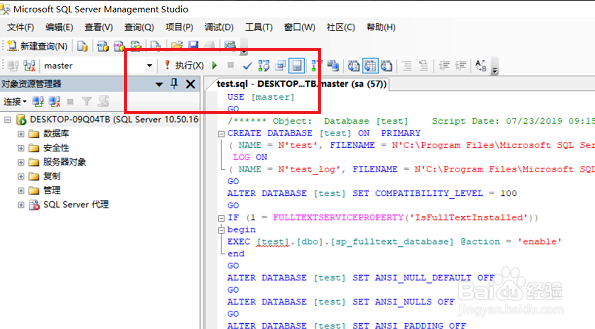 Microsoft SQL Server Management Studio
文件(F) 编辑(E) 查看(V) 查询(Q) 项目(P) 调试(D) 工具(T) 窗口(W) 社区(C) 帮助(H)
新建查询(N)
master 执行(X)
对象资源管理器
连接
DESKTOP-09Q04TB (SQL Server 10.50.16
数据库
安全性
服务器对象
复制
管理
SQL Server 代理
test.sql - DESKTOP...TB.master (sa (57))
USE [master]
GO
/****** Object: Database [test] Script Date: 07/23/2019 09:15
CREATE DATABASE [test] ON PRIMARY
( NAME = N'test', FILENAME = N'C:\Program Files\Microsoft SQL Ser
LOG ON
( NAME = N'test_log', FILENAME = N'C:\Program Files\Microsoft SQL
GO
ALTER DATABASE [test] SET COMPATIBILITY_LEVEL = 100
GO
IF (1 = FULLTEXTSERVICEPROPERTY('IsFullTextInstalled'))
begin
EXEC [test].[dbo].[sp_fulltext_database] @action = 'enable'
end
GO
ALTER DATABASE [test] SET ANSI_NULL_DEFAULT OFF
GO
ALTER DATABASE [test] SET ANSI_NULLS OFF
GO
ALTER DATABASE [test] SET ANSI_PADDING OFF
Baidu 经验
jingyan.baidu.com